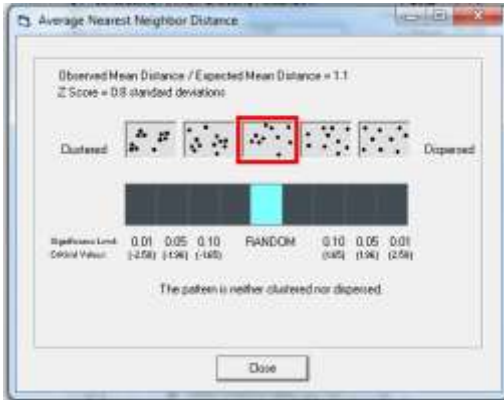 Average Nearest Neighbor Distance
Observed Mean Distance / Expected Mean Distance = 1.1
Z Score = 0.8 standard deviations
Clustered Dispersed
Significance Level: 0.01 0.05 0.10 RANDOM 0.10 0.05 0.01
Critical Values: (-2.58) (-1.96) (-1.65) (1.65) (1.96) (2.58)
The pattern is neither clustered nor dispersed.
Close